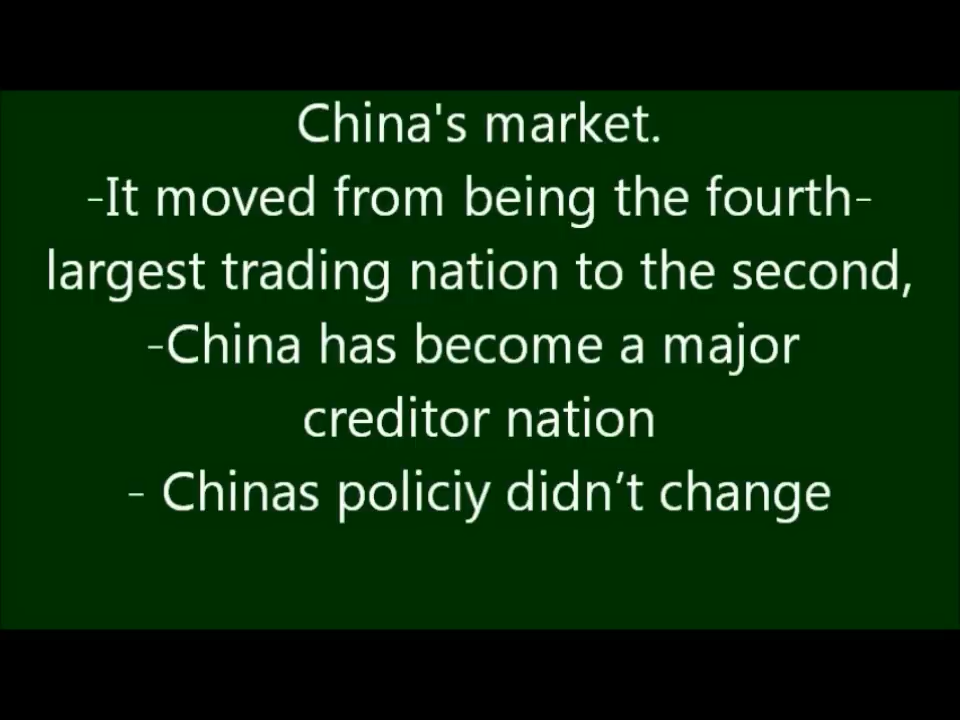 China's market.
-It moved from being the fourth-
largest trading nation to the second,
-China has become a major
creditor nation
- Chinas policiy didn’t change